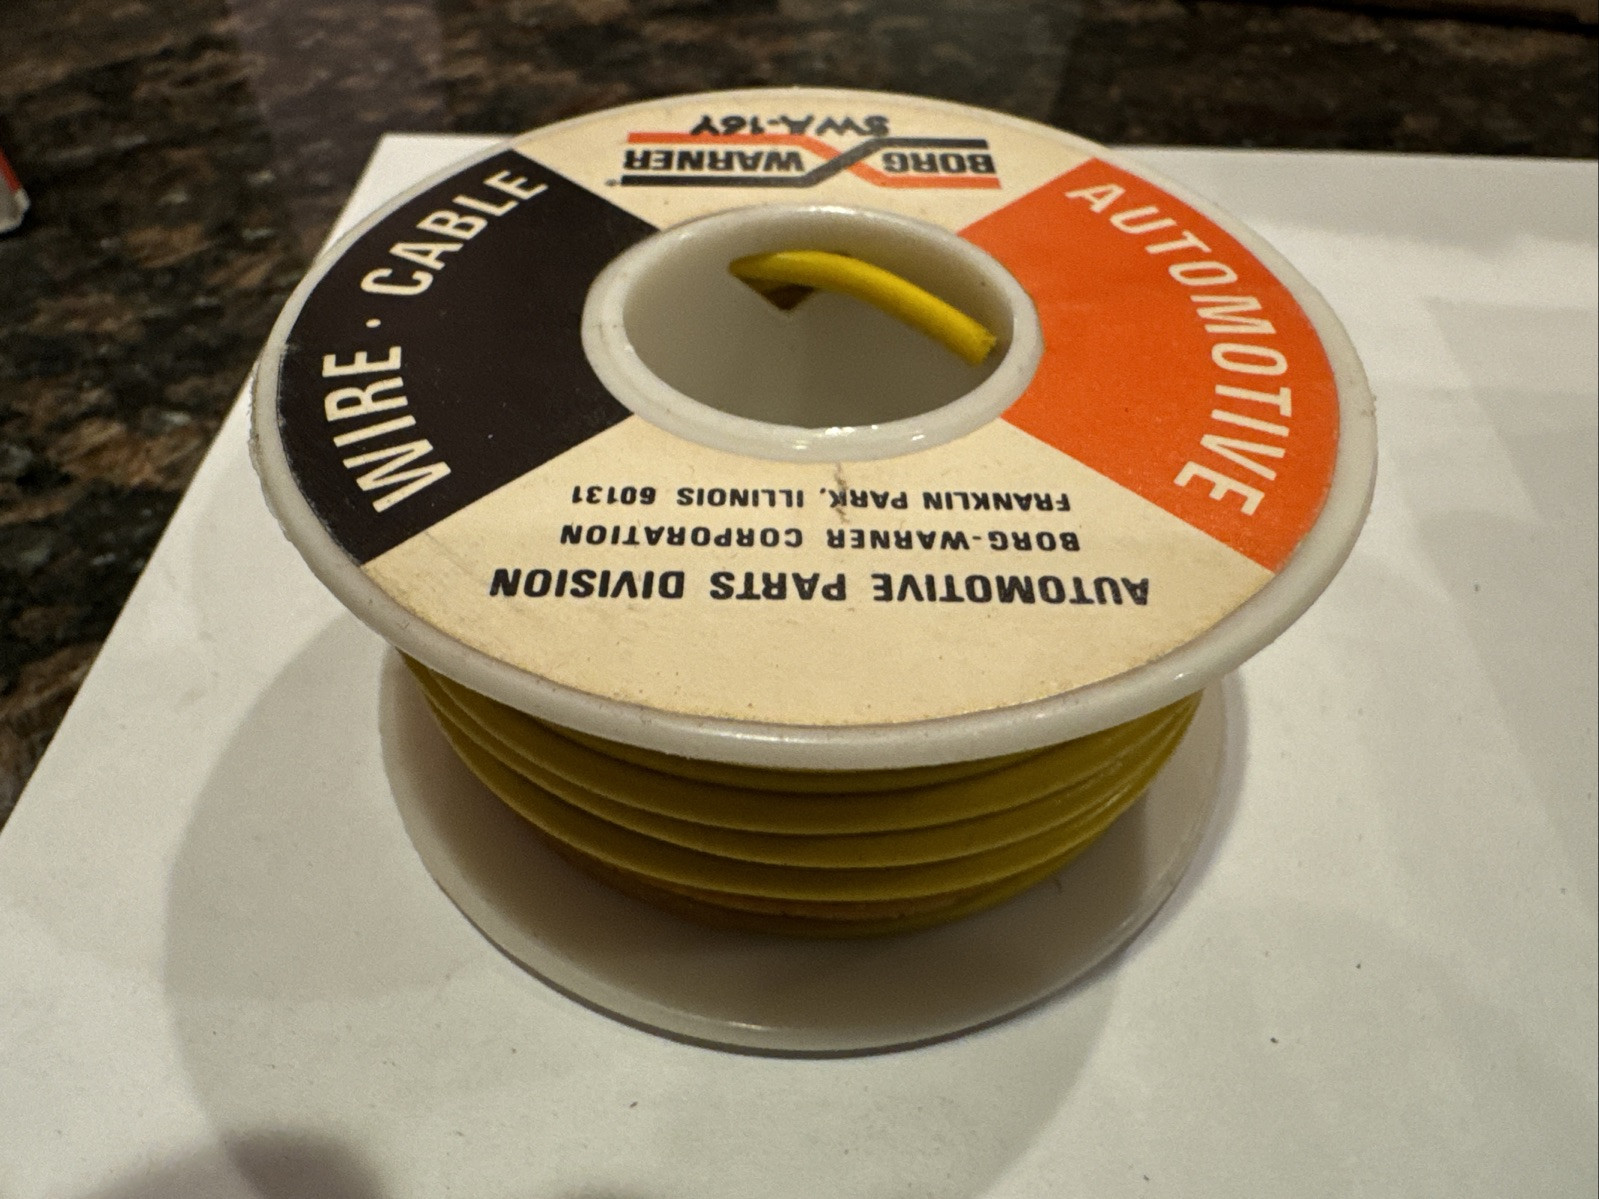 SWA-16Y
BORG WARNER
WIRE · CABLE
AUTOMOTIVE
AUTOMOTIVE PARTS DIVISION
BORG-WARNER CORPORATION
FRANKLIN PARK, ILLINOIS 60131